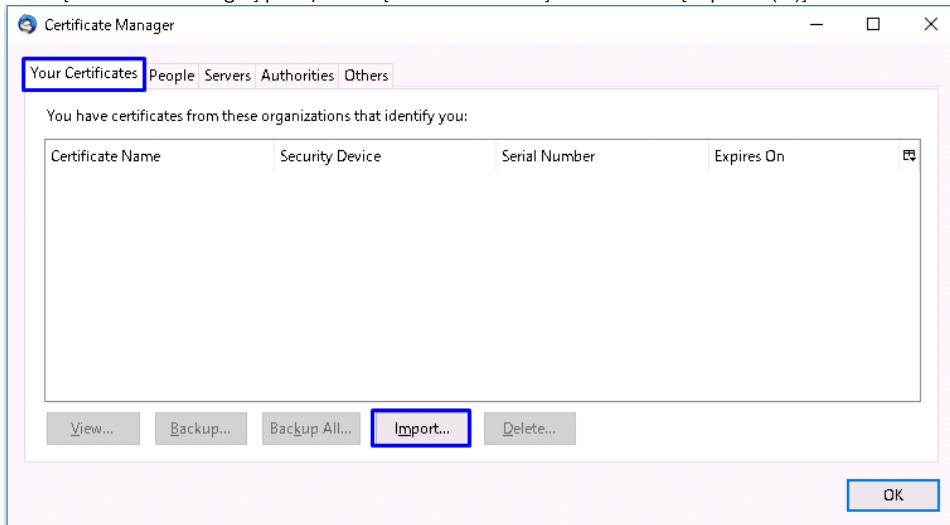 Certificate Manager
Your Certificates People Servers Authorities Others
You have certificates from these organizations that identify you:
Certificate Name Security Device Serial Number Expires On
View... Backup... Backup All... Import... Delete...
OK